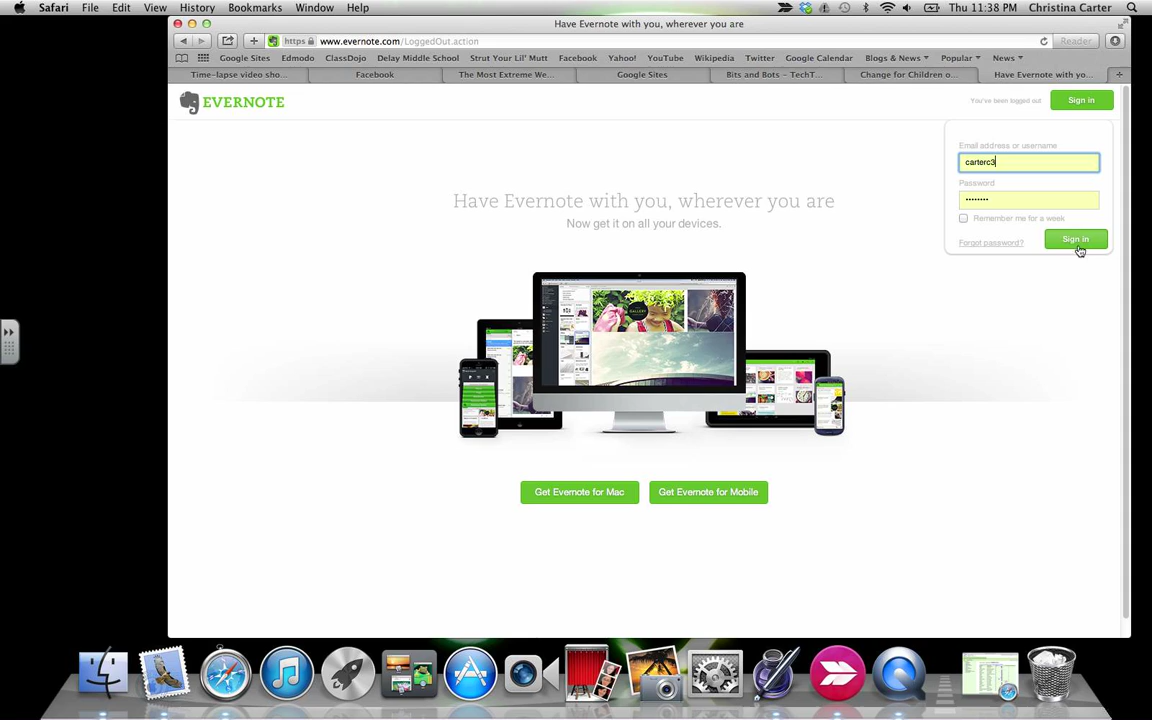 Safari File Edit View History Bookmarks Window Help Thu 11:38 PM Christina Carter
Have Evernote with you, wherever you are
https www.evernote.com/LoggedOut.action Reader
Google Sites Edmodo ClassDojo Delay Middle School Strut Your Lil' Mutt Facebook Yahoo! YouTube Wikipedia Twitter Google Calendar Blogs & News Popular News
Time-lapse video sho... Facebook The Most Extreme We... Google Sites Bits and Bots – TechT... Change for Children o... Have Evernote with yo...
EVERNOTE You've been logged out Sign in
Email address or username
carterc3
Password
••••••••
Remember me for a week
Forgot password? Sign in
Have Evernote with you, wherever you are
Now get it on all your devices.
Get Evernote for Mac Get Evernote for Mobile